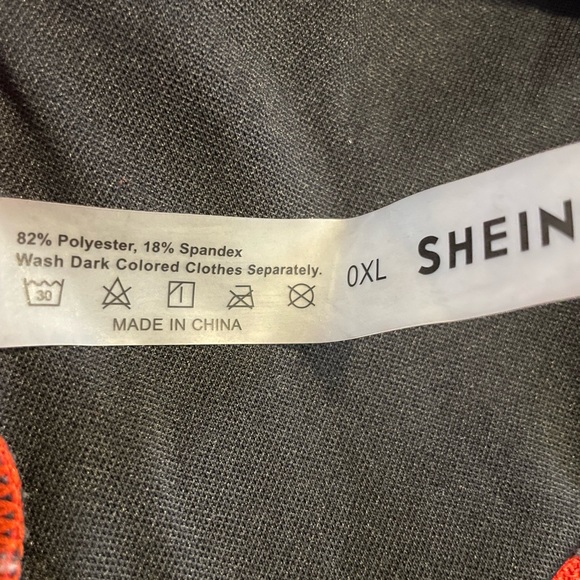 82% Polyester, 18% Spandex
Wash Dark Colored Clothes Separately.
30
MADE IN CHINA
0XL
SHEIN